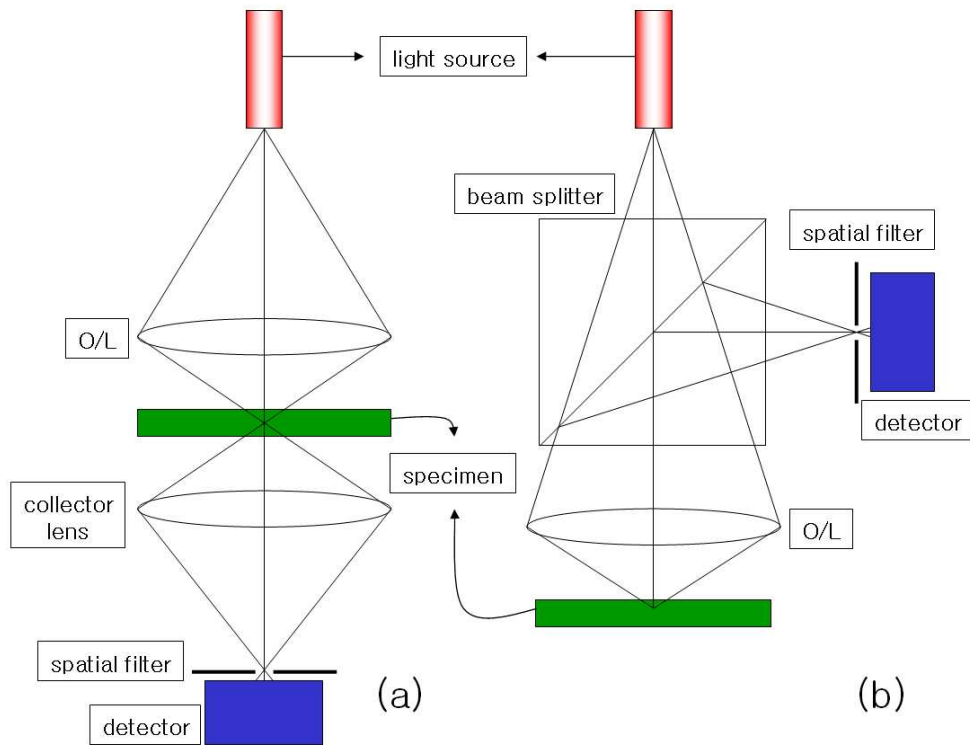 light source
beam splitter
spatial filter
O/L
detector
specimen
collector
lens
O/L
spatial filter
detector
(a)
(b)